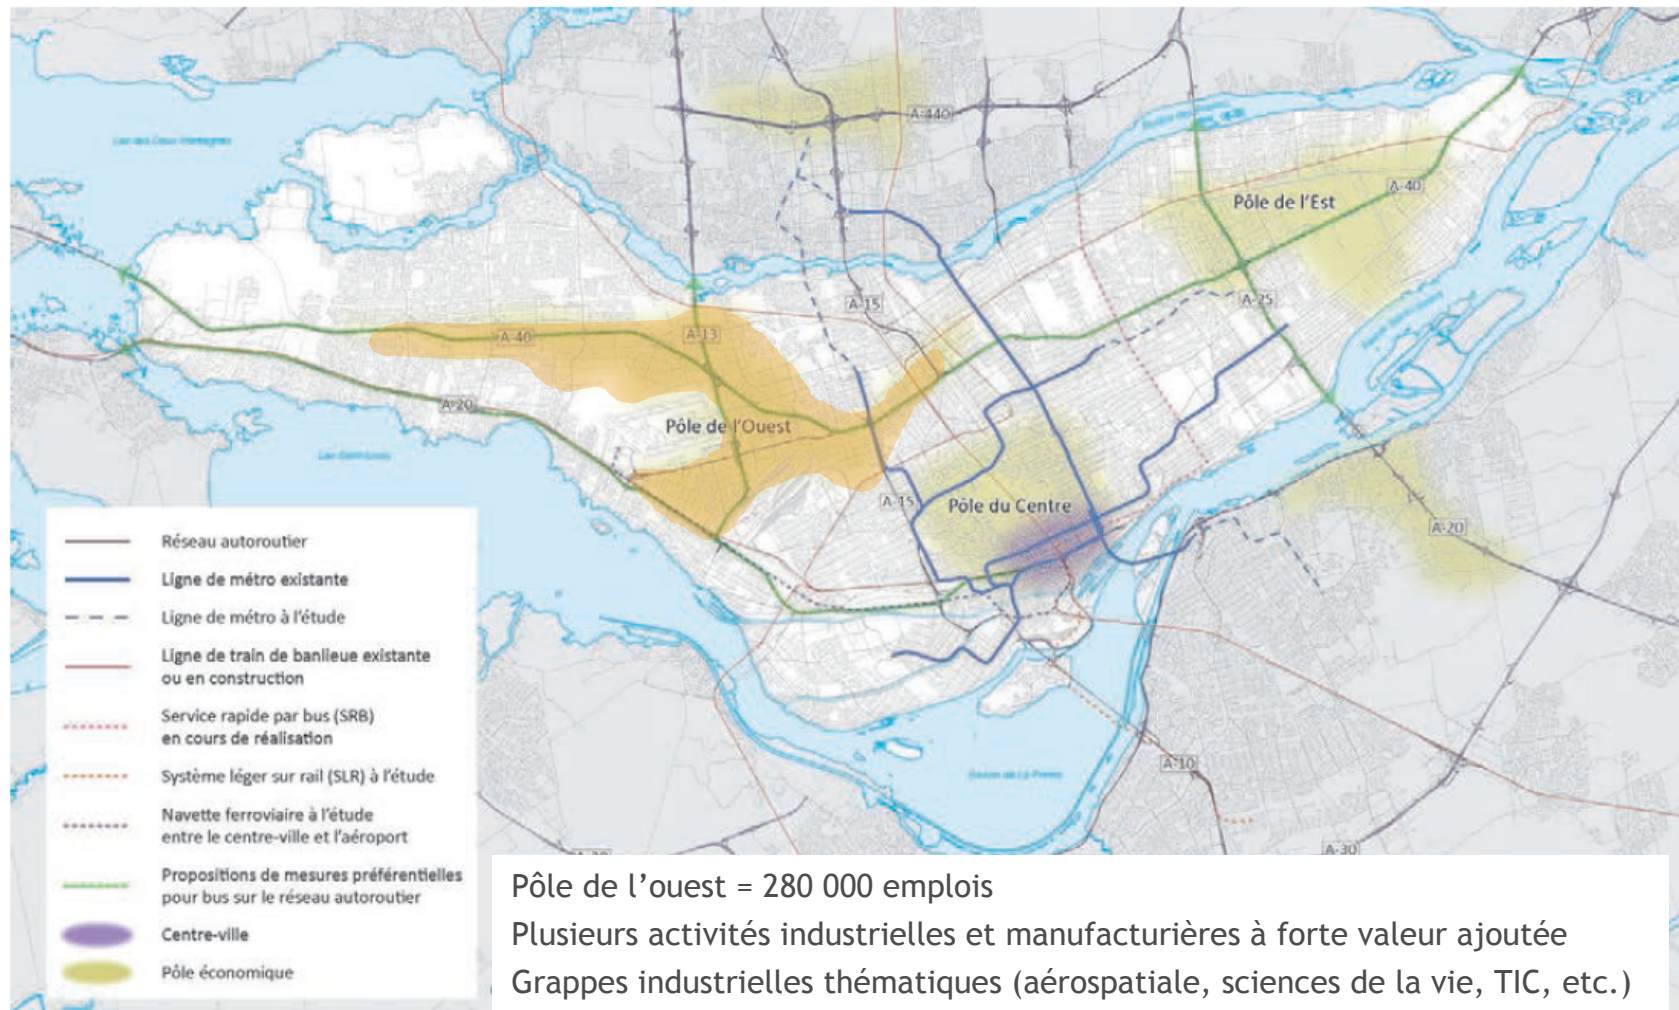 A-440
Pôle de l'Est
A-40
A-25
A-15
A-13
A-40
A-20
Pôle de l'Ouest
A-15
Pôle du Centre
A-20
A-10
A-30
Réseau autoroutier
Ligne de métro existante
Ligne de métro à l'étude
Ligne de train de banlieue existante
ou en construction
Service rapide par bus (SRB)
en cours de réalisation
Système léger sur rail (SLR) à l'étude
Navette ferroviaire à l'étude
entre le centre-ville et l'aéroport
Propositions de mesures préférentielles
pour bus sur le réseau autoroutier
Centre-ville
Pôle économique
Pôle de l'ouest = 280 000 emplois
Plusieurs activités industrielles et manufacturières à forte valeur ajoutée
Grappes industrielles thématiques (aérospatiale, sciences de la vie, TIC, etc.)